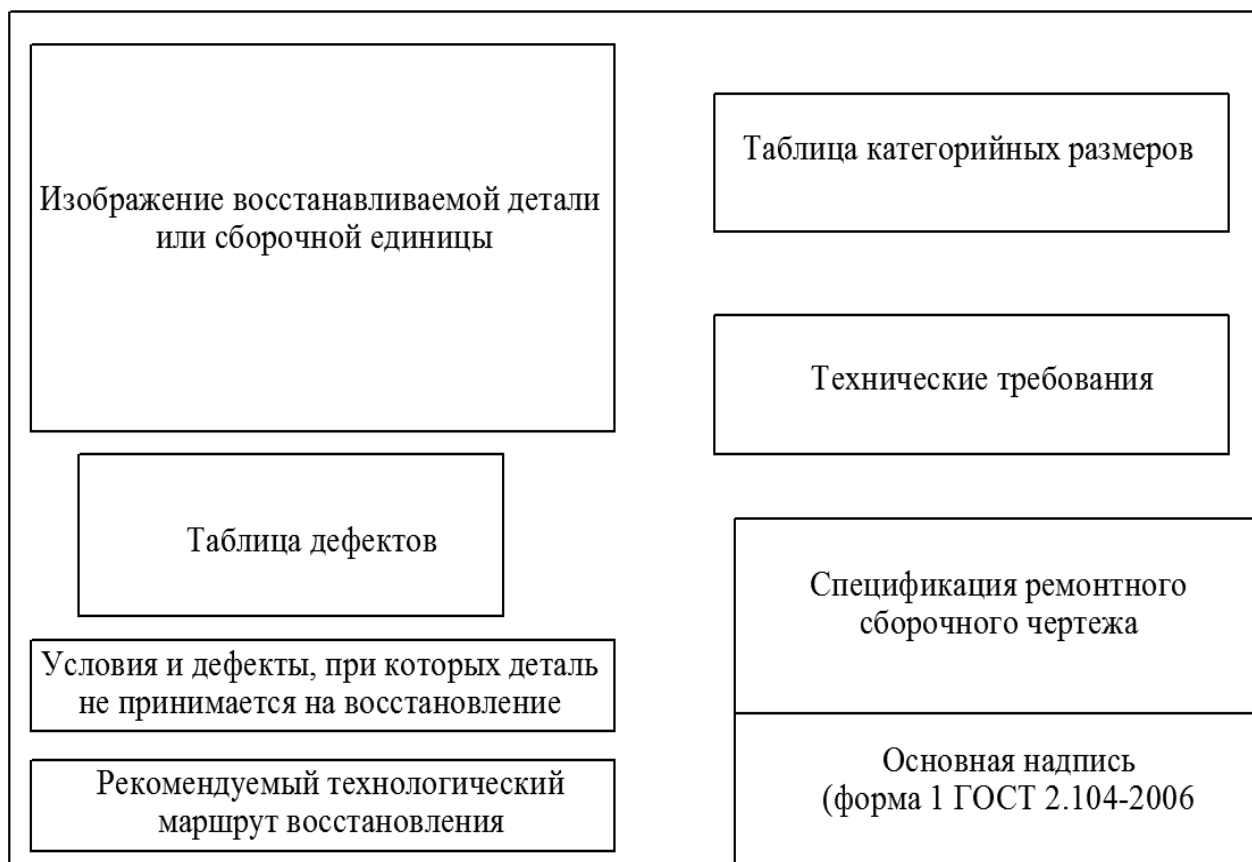 Изображение восстанавливаемой детали
или сборочной единицы
Таблица дефектов
Условия и дефекты, при которых деталь
не принимается на восстановление
Рекомендуемый технологический
маршрут восстановления
Таблица категорийных размеров
Технические требования
Спецификация ремонтного
сборочного чертежа
Основная надпись
(форма 1 ГОСТ 2.104-2006